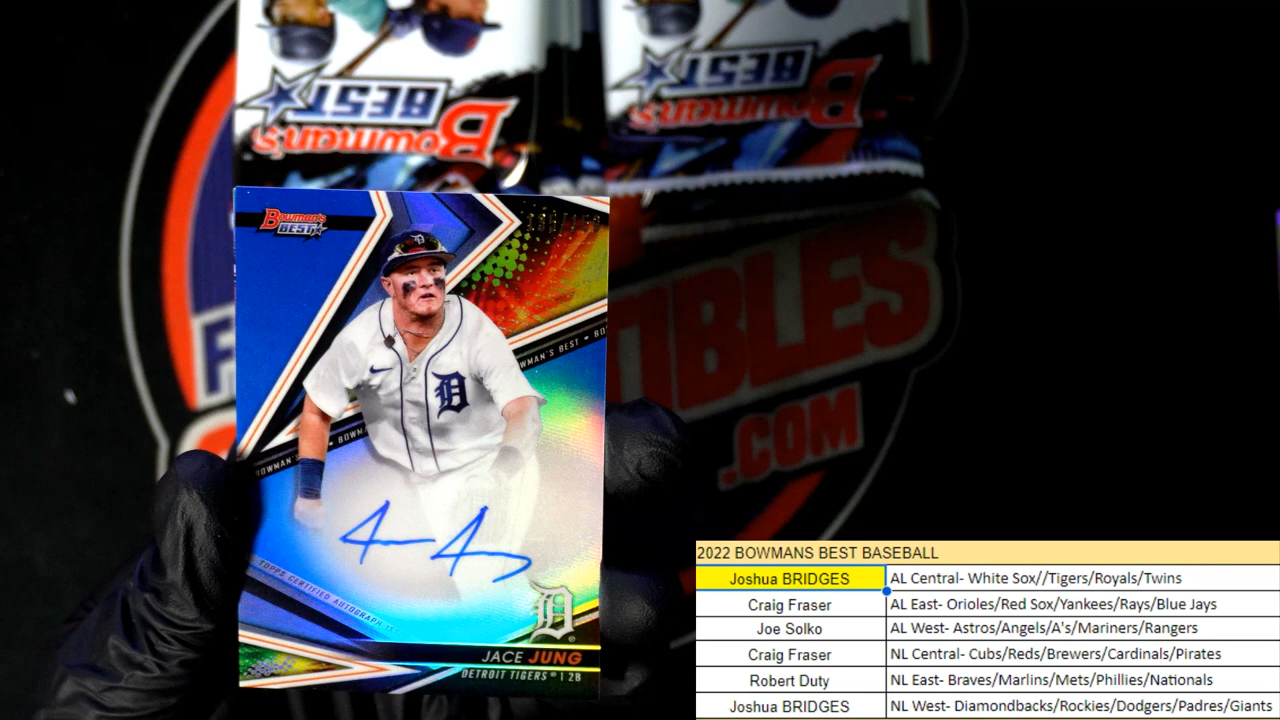 Bowman's
BEST
Bowman's
BEST
Bowman's
BEST
BOWMAN'S BEST
TIBLES
.COM
D
TOPPS CERTIFIED AUTOGRAPH
JACE JUNG
DETROIT TIGERS® | 2B
2022 BOWMANS BEST BASEBALL
Joshua BRIDGES AL Central- White Sox//Tigers/Royals/Twins
Craig Fraser AL East- Orioles/Red Sox/Yankees/Rays/Blue Jays
Joe Solko AL West- Astros/Angels/A's/Mariners/Rangers
Craig Fraser NL Central- Cubs/Reds/Brewers/Cardinals/Pirates
Robert Duty NL East- Braves/Marlins/Mets/Phillies/Nationals
Joshua BRIDGES NL West- Diamondbacks/Rockies/Dodgers/Padres/Giants